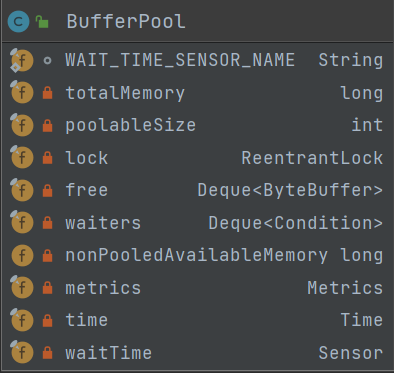 BufferPool
WAIT_TIME_SENSOR_NAME String
totalMemory long
poolableSize int
lock ReentrantLock
free Deque<ByteBuffer>
waiters Deque<Condition>
nonPooledAvailableMemory long
metrics Metrics
time Time
waitTime Sensor